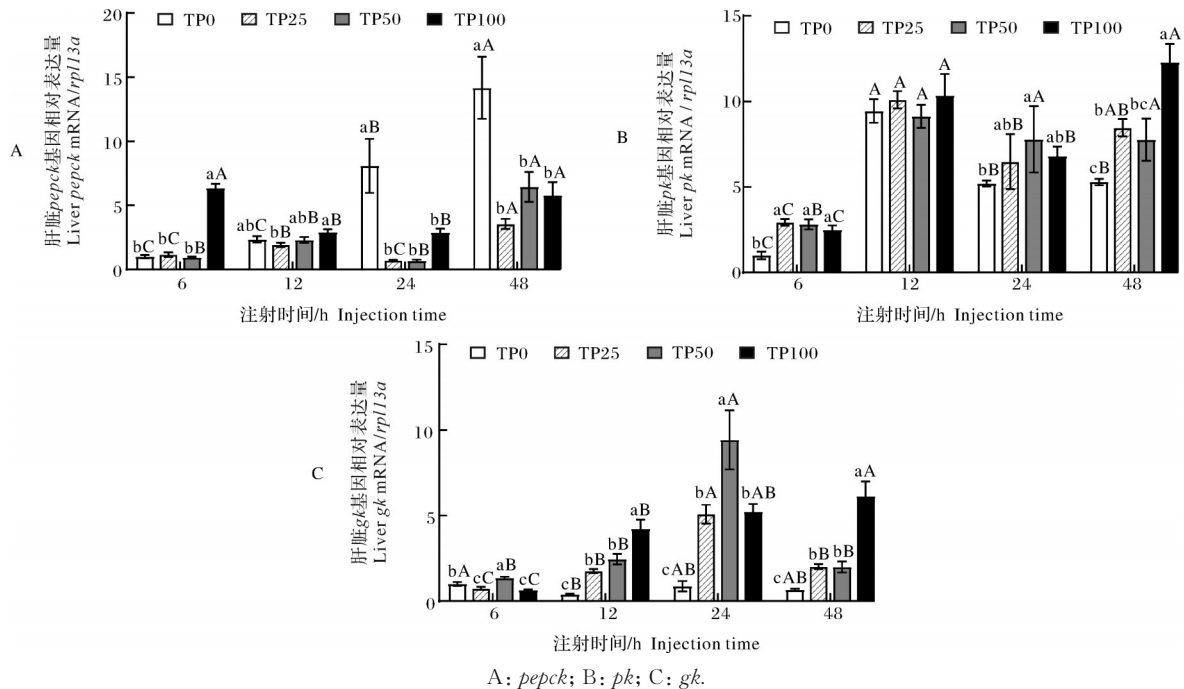 A
肝脏pepck基因相对表达量
Liver pepck mRNA/rpl13a
20
15
10
5
0
TP0 TP25 TP50 TP100
bC bC bB aA
abC bB abB aB
aB bC bC bB
aA bA bA bA
6 12 24 48
注射时间/h Injection time
B
肝脏pk基因相对表达量
Liver pk mRNA / rpl13a
15
10
5
0
TP0 TP25 TP50 TP100
bC aC aB aC
A A A A
bB abB aA abB
cB bAB bcA aA
6 12 24 48
注射时间/h Injection time
C
肝脏gk基因相对表达量
Liver gk mRNA/rpl13a
15
10
5
0
TP0 TP25 TP50 TP100
bA cC aB cC
cB bB bB aB
cAB bA aA bAB
cAB bB bB aA
6 12 24 48
注射时间/h Injection time
A: pepck; B: pk; C: gk.